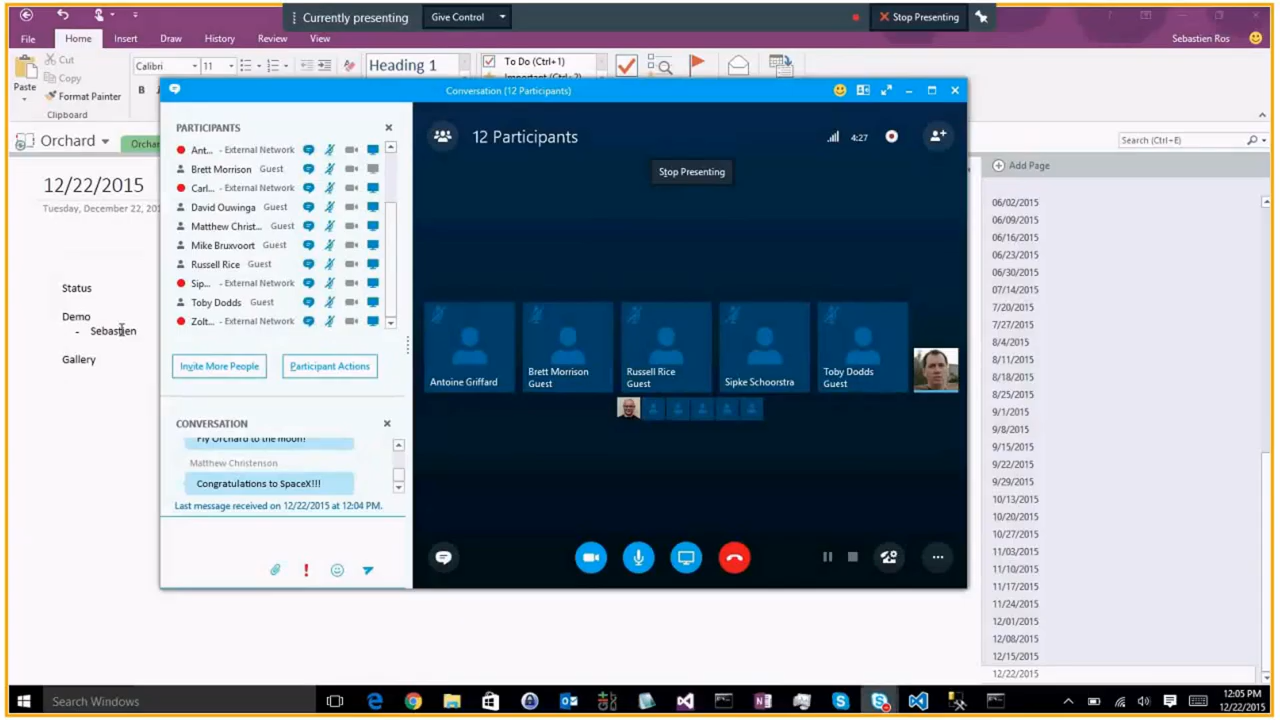 Currently presenting
Give Control
Stop Presenting
File
Home
Insert
Draw
History
Review
View
Sebastien Ros
Paste
Cut
Copy
Format Painter
Clipboard
Calibri
11
B
Heading 1
To Do (Ctrl+1)
Important (Ctrl+2)
Orchard
Orchar
Search (Ctrl+E)
12/22/2015
Tuesday, December 22, 201
Status
Demo
- Sebastien
Gallery
Conversation (12 Participants)
PARTICIPANTS
Ant... - External Network
Brett Morrison Guest
Carl... - External Network
David Ouwinga Guest
Matthew Christ... Guest
Mike Bruxvoort Guest
Russell Rice Guest
Sip... - External Network
Toby Dodds Guest
Zolt... - External Network
Invite More People
Participant Actions
CONVERSATION
Fly Orchard to the moon!
Matthew Christenson
Congratulations to SpaceX!!!
Last message received on 12/22/2015 at 12:04 PM.
12 Participants
4:27
Stop Presenting
Antoine Griffard
Brett Morrison
Guest
Russell Rice
Guest
Sipke Schoorstra
Toby Dodds
Guest
Add Page
06/02/2015
06/09/2015
06/16/2015
06/23/2015
06/30/2015
07/14/2015
7/20/2015
7/27/2015
8/4/2015
8/11/2015
8/18/2015
8/25/2015
9/1/2015
9/8/2015
9/15/2015
9/22/2015
9/29/2015
10/13/2015
10/20/2015
10/27/2015
11/03/2015
11/10/2015
11/17/2015
11/24/2015
12/01/2015
12/08/2015
12/15/2015
12/22/2015
Search Windows
12:05 PM
12/22/2015